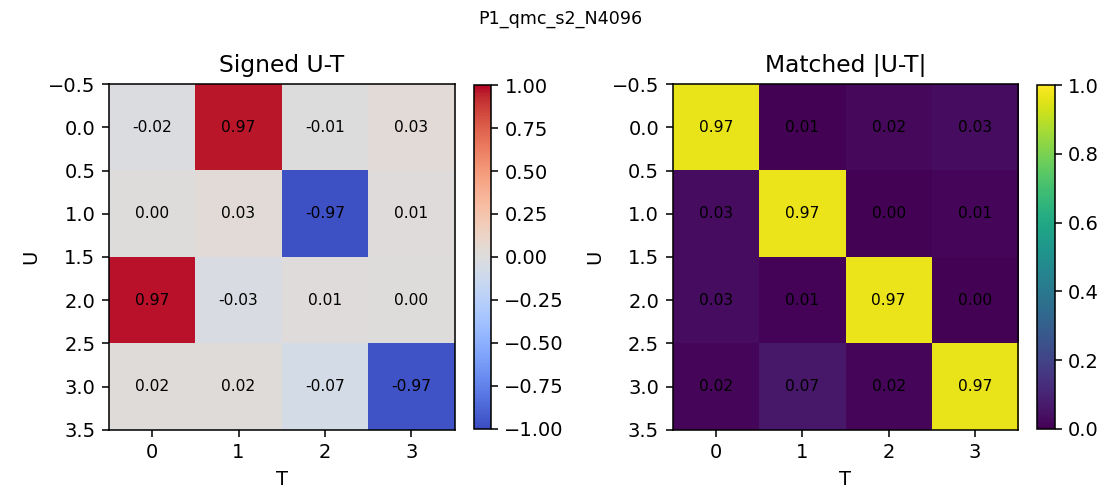 P1_qmc_s2_N4096
Signed U-T
Matched |U-T|
−0.5
0.0
0.5
1.0
1.5
2.0
2.5
3.0
3.5
U
-0.02 0.97 -0.01 0.03
0.00 0.03 -0.97 0.01
0.97 -0.03 0.01 0.00
0.02 0.02 -0.07 -0.97
0 1 2 3
T
1.00
0.75
0.50
0.25
0.00
−0.25
−0.50
−0.75
−1.00
−0.5
0.0
0.5
1.0
1.5
2.0
2.5
3.0
3.5
U
0.97 0.01 0.02 0.03
0.03 0.97 0.00 0.01
0.03 0.01 0.97 0.00
0.02 0.07 0.02 0.97
0 1 2 3
T
1.0
0.8
0.6
0.4
0.2
0.0